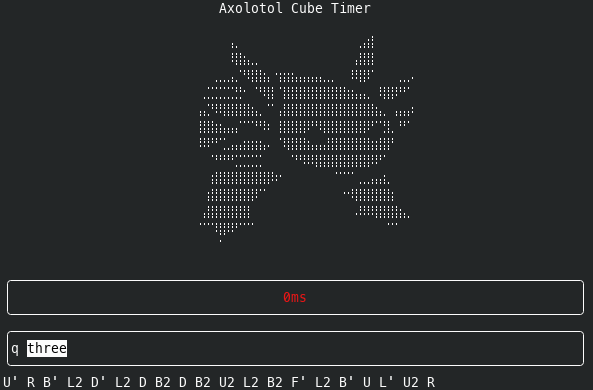 Axolotol Cube Timer
0ms
q three
U' R B' L2 D' L2 D B2 D B2 U2 L2 B2 F' L2 B' U L' U2 R